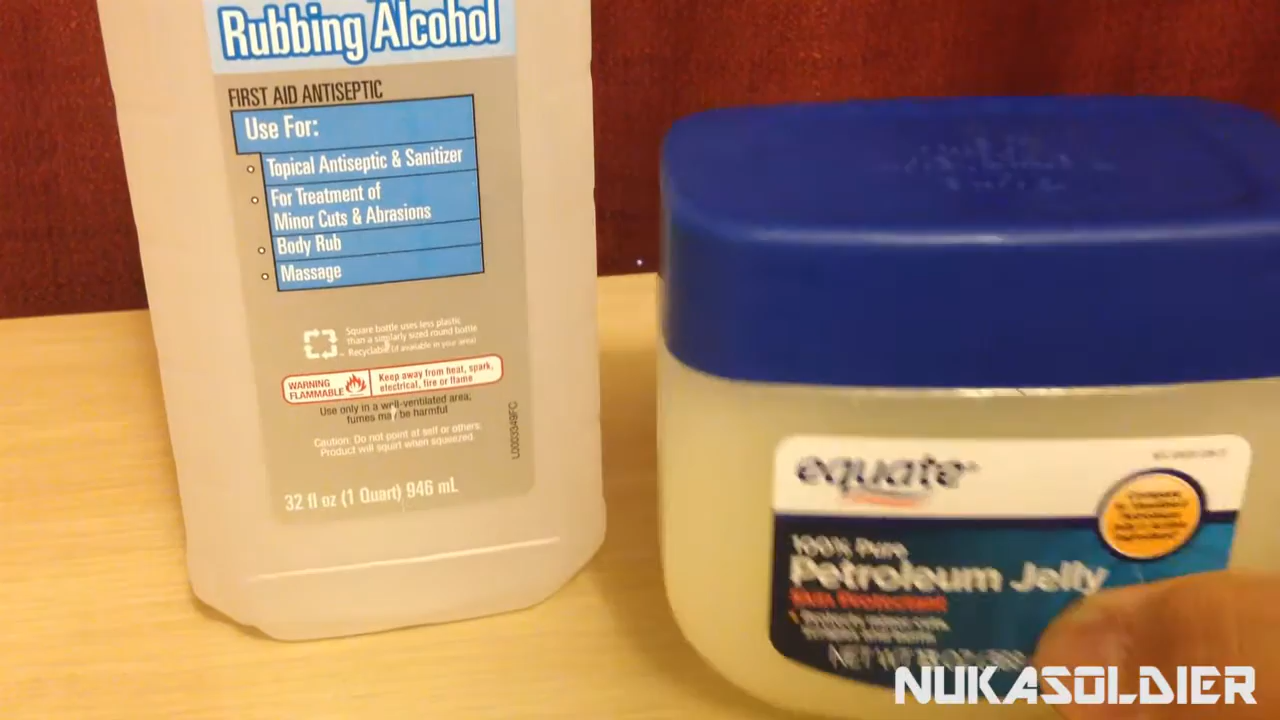 Rubbing Alcohol
FIRST AID ANTISEPTIC
Use For:
Topical Antiseptic & Sanitizer
For Treatment of
Minor Cuts & Abrasions
Body Rub
Massage
Square bottle uses less plastic
than a similarly sized round bottle
Recyclable (if available in your area)
WARNING
FLAMMABLE
Keep away from heat, spark,
electrical, fire or flame
Use only in a well-ventilated area;
fumes may be harmful
Caution: Do not point at self or others.
Product will squirt when squeezed.
L0003349FC
32 fl oz (1 Quart) 946 mL
equate
100% Pure
Petroleum Jelly
Skin Protectant
NET WT
NUKASOLDIER